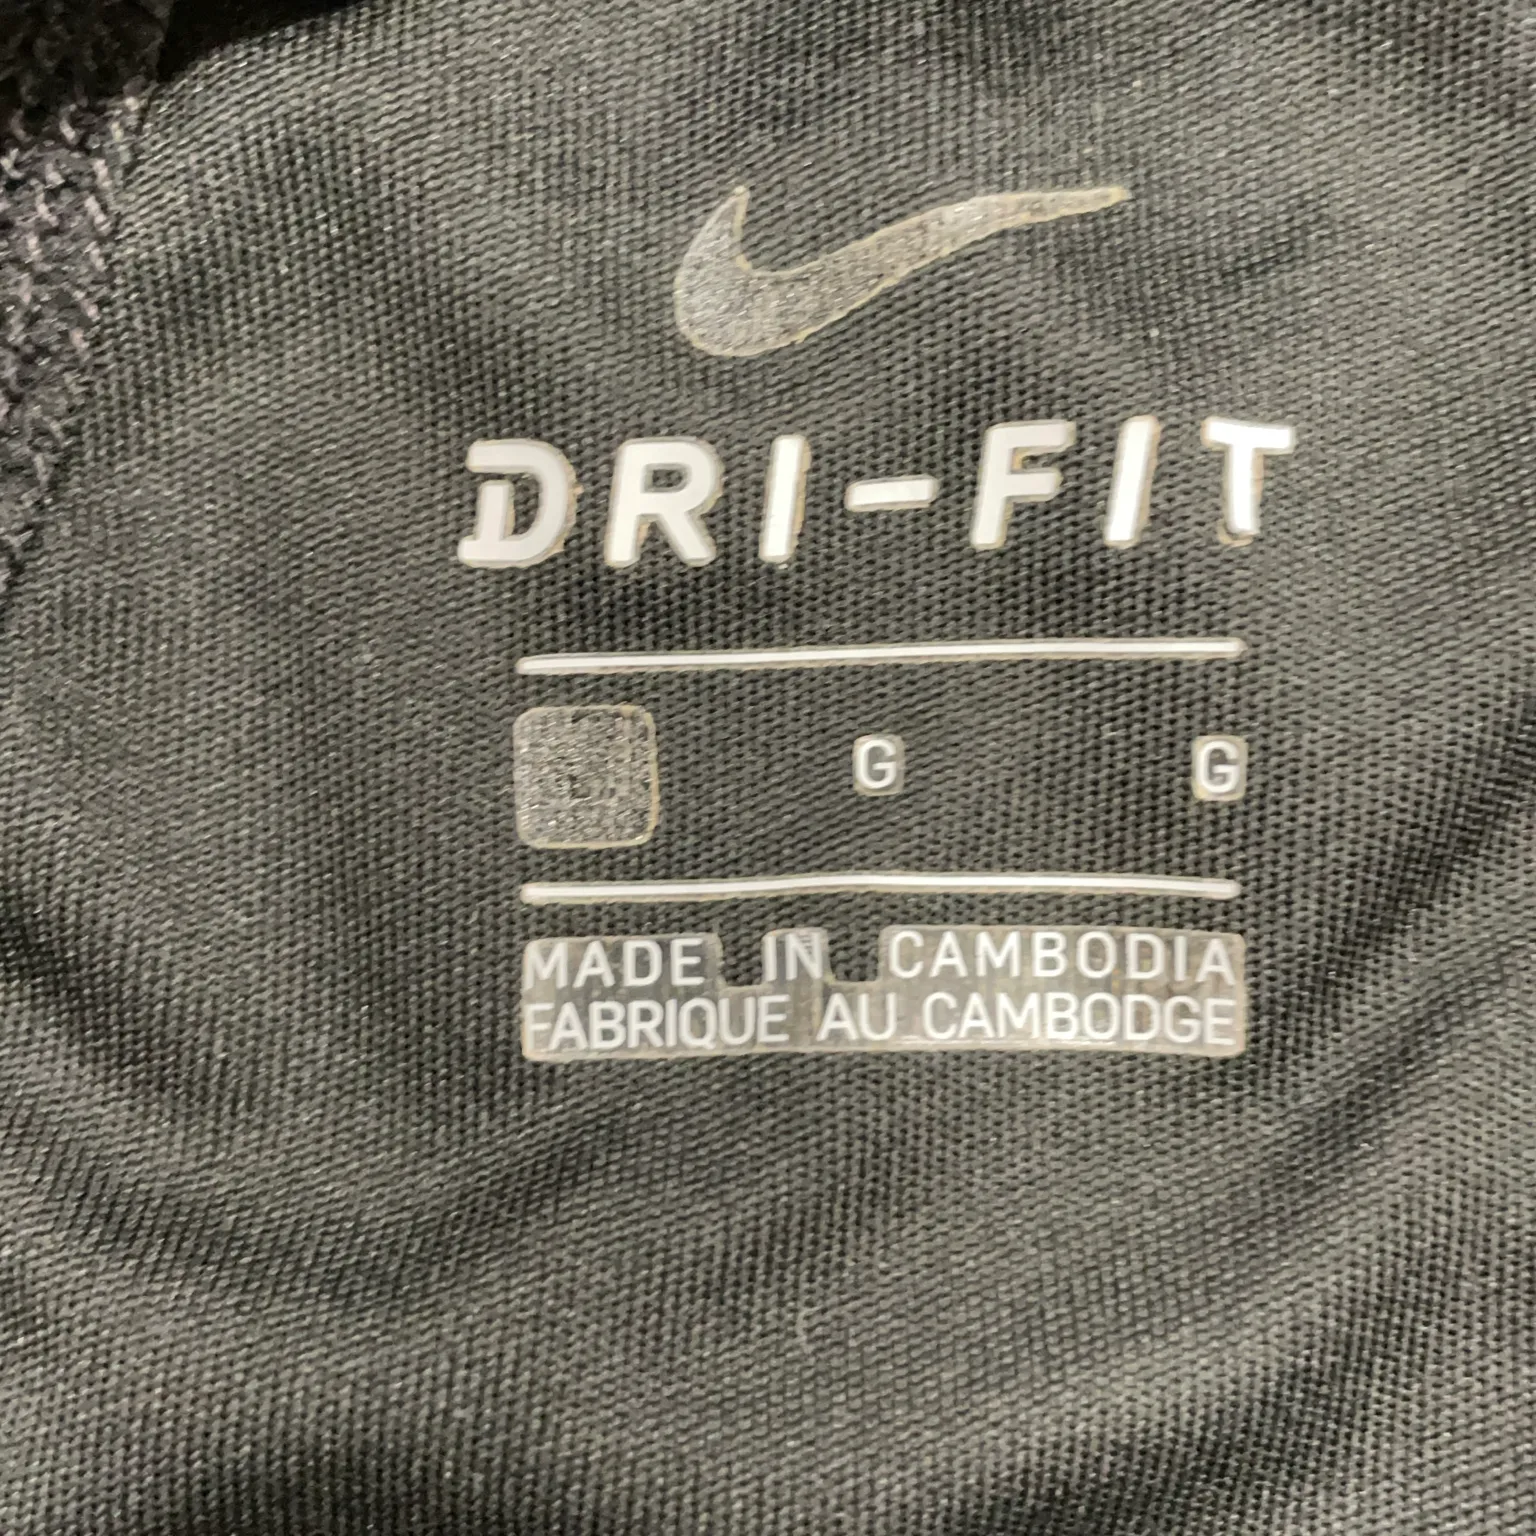 DRI-FIT
G G
MADE IN CAMBODIA
FABRIQUE AU CAMBODGE